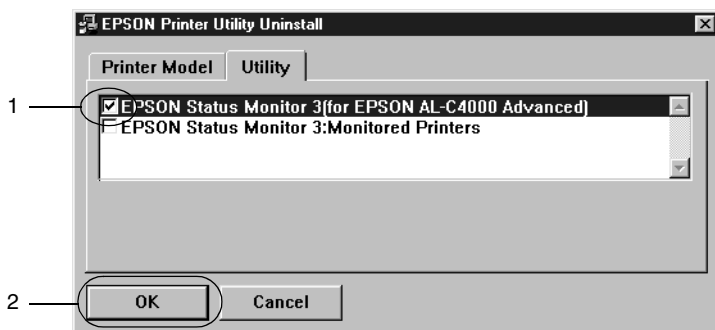 EPSON Printer Utility Uninstall
Printer Model
Utility
1
EPSON Status Monitor 3(for EPSON AL-C4000 Advanced)
EPSON Status Monitor 3:Monitored Printers
2
OK
Cancel